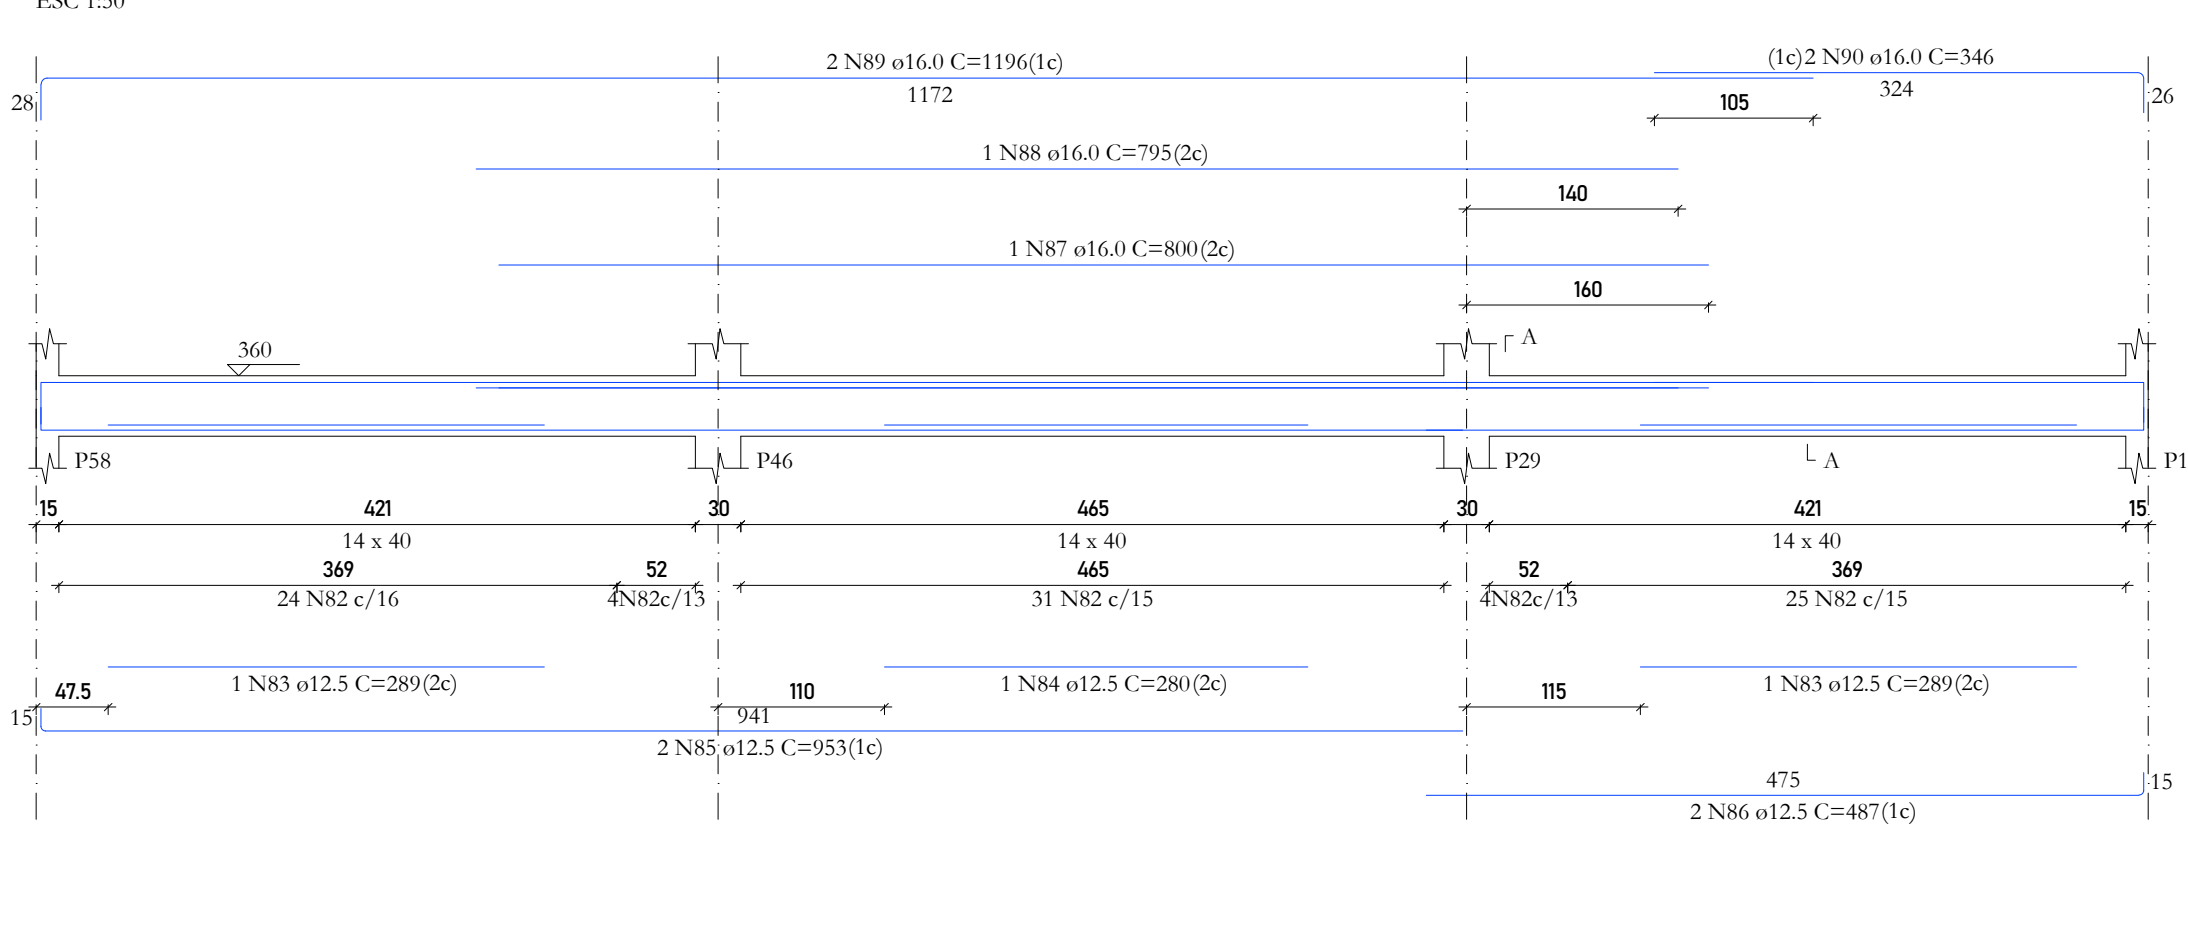 ESC 1:50
2 N89 ø16.0 C=1196(1c)
(1c)2 N90 ø16.0 C=346
28
1172
105
324
26
1 N88 ø16.0 C=795(2c)
140
1 N87 ø16.0 C=800(2c)
160
A
360
P58
P46
P29
A
P1
15
421
30
465
30
421
15
14 x 40
14 x 40
14 x 40
369
52
465
52
369
24 N82 c/16
4N82c/13
31 N82 c/15
4N82c/13
25 N82 c/15
47.5
1 N83 ø12.5 C=289(2c)
110
1 N84 ø12.5 C=280(2c)
115
1 N83 ø12.5 C=289(2c)
15
941
2 N85 ø12.5 C=953(1c)
475
15
2 N86 ø12.5 C=487(1c)